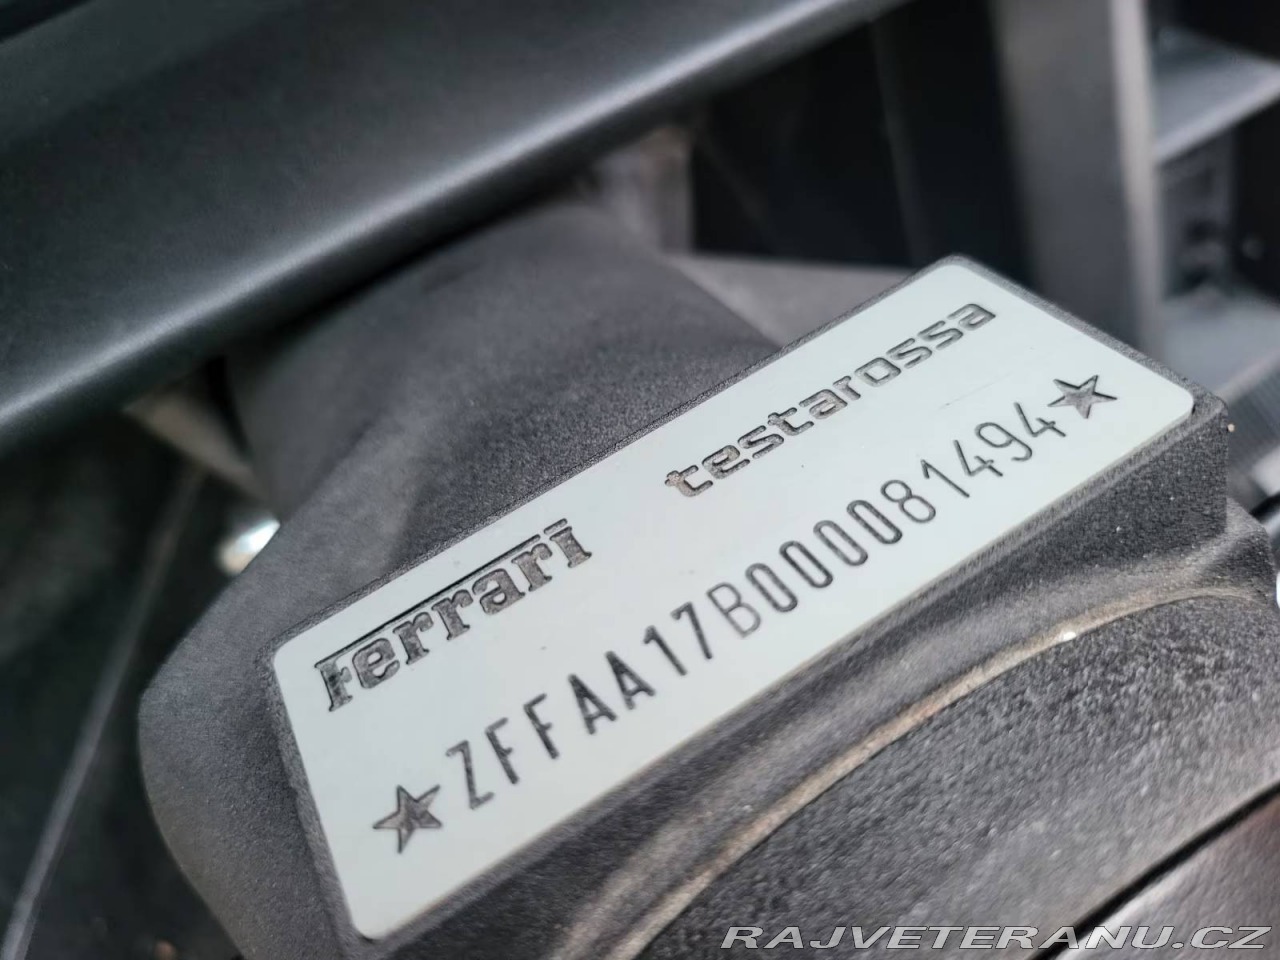 Ferrari testarossa
★ZFFAA17B000081494★
RAJVETERANU.CZ